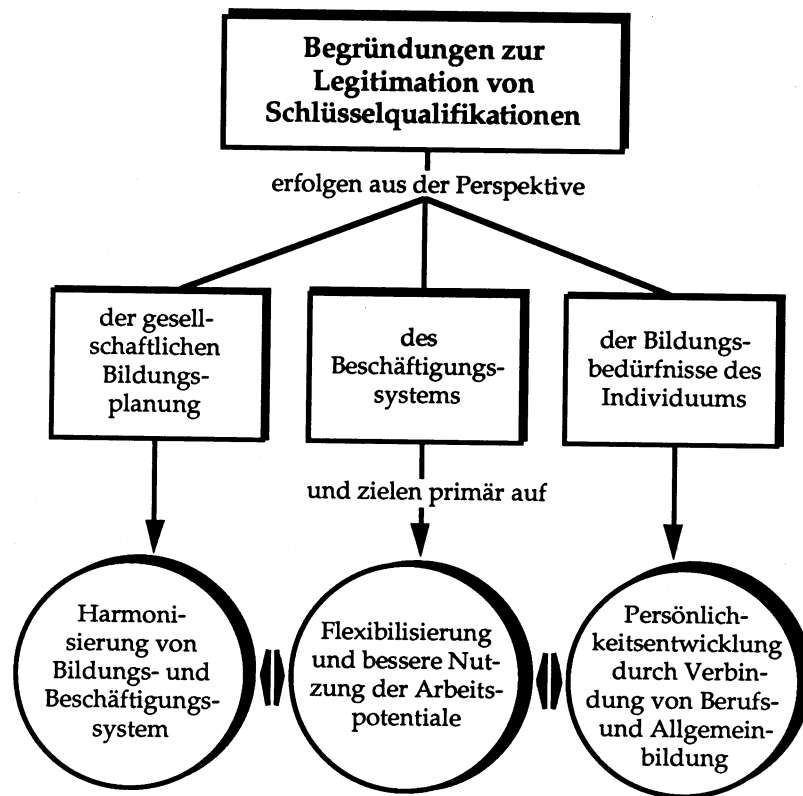 Begründungen zur
Legitimation von
Schlüsselqualifikationen
erfolgen aus der Perspektive
der gesell-
schaftlichen
Bildungs-
planung
des
Beschäftigungs-
systems
der Bildungs-
bedürfnisse des
Individuums
und zielen primär auf
Harmoni-
sierung von
Bildungs- und
Beschäftigungs-
system
Flexibilisierung
und bessere Nut-
zung der Arbeits-
potentiale
Persönlich-
keitsentwicklung
durch Verbin-
dung von Berufs-
und Allgemein-
bildung